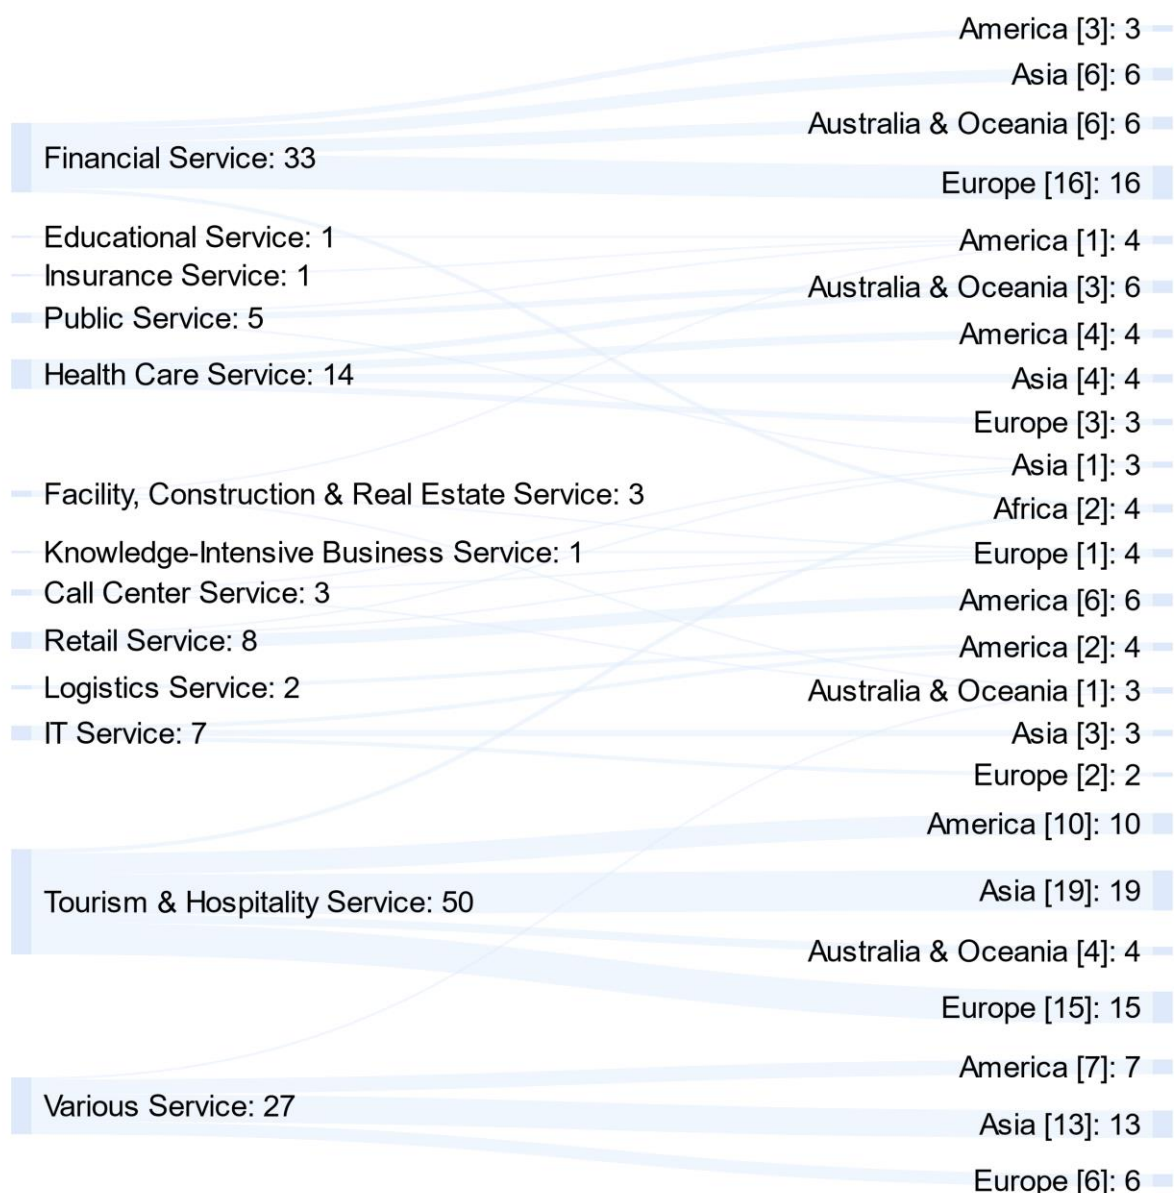 Financial Service: 33
Educational Service: 1
Insurance Service: 1
Public Service: 5
Health Care Service: 14
Facility, Construction & Real Estate Service: 3
Knowledge-Intensive Business Service: 1
Call Center Service: 3
Retail Service: 8
Logistics Service: 2
IT Service: 7
Tourism & Hospitality Service: 50
Various Service: 27
America [3]: 3
Asia [6]: 6
Australia & Oceania [6]: 6
Europe [16]: 16
America [1]: 4
Australia & Oceania [3]: 6
America [4]: 4
Asia [4]: 4
Europe [3]: 3
Asia [1]: 3
Africa [2]: 4
Europe [1]: 4
America [6]: 6
America [2]: 4
Australia & Oceania [1]: 3
Asia [3]: 3
Europe [2]: 2
America [10]: 10
Asia [19]: 19
Australia & Oceania [4]: 4
Europe [15]: 15
America [7]: 7
Asia [13]: 13
Europe [6]: 6